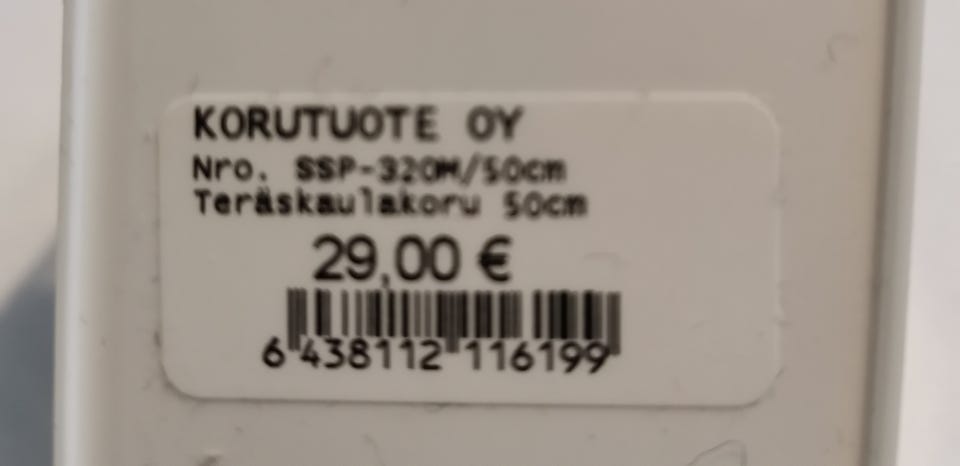 KORUTUOTE OY
Nro. SSP-320M/50cm
Teräskaulakoru 50cm
29,00 €
6 438112 116199